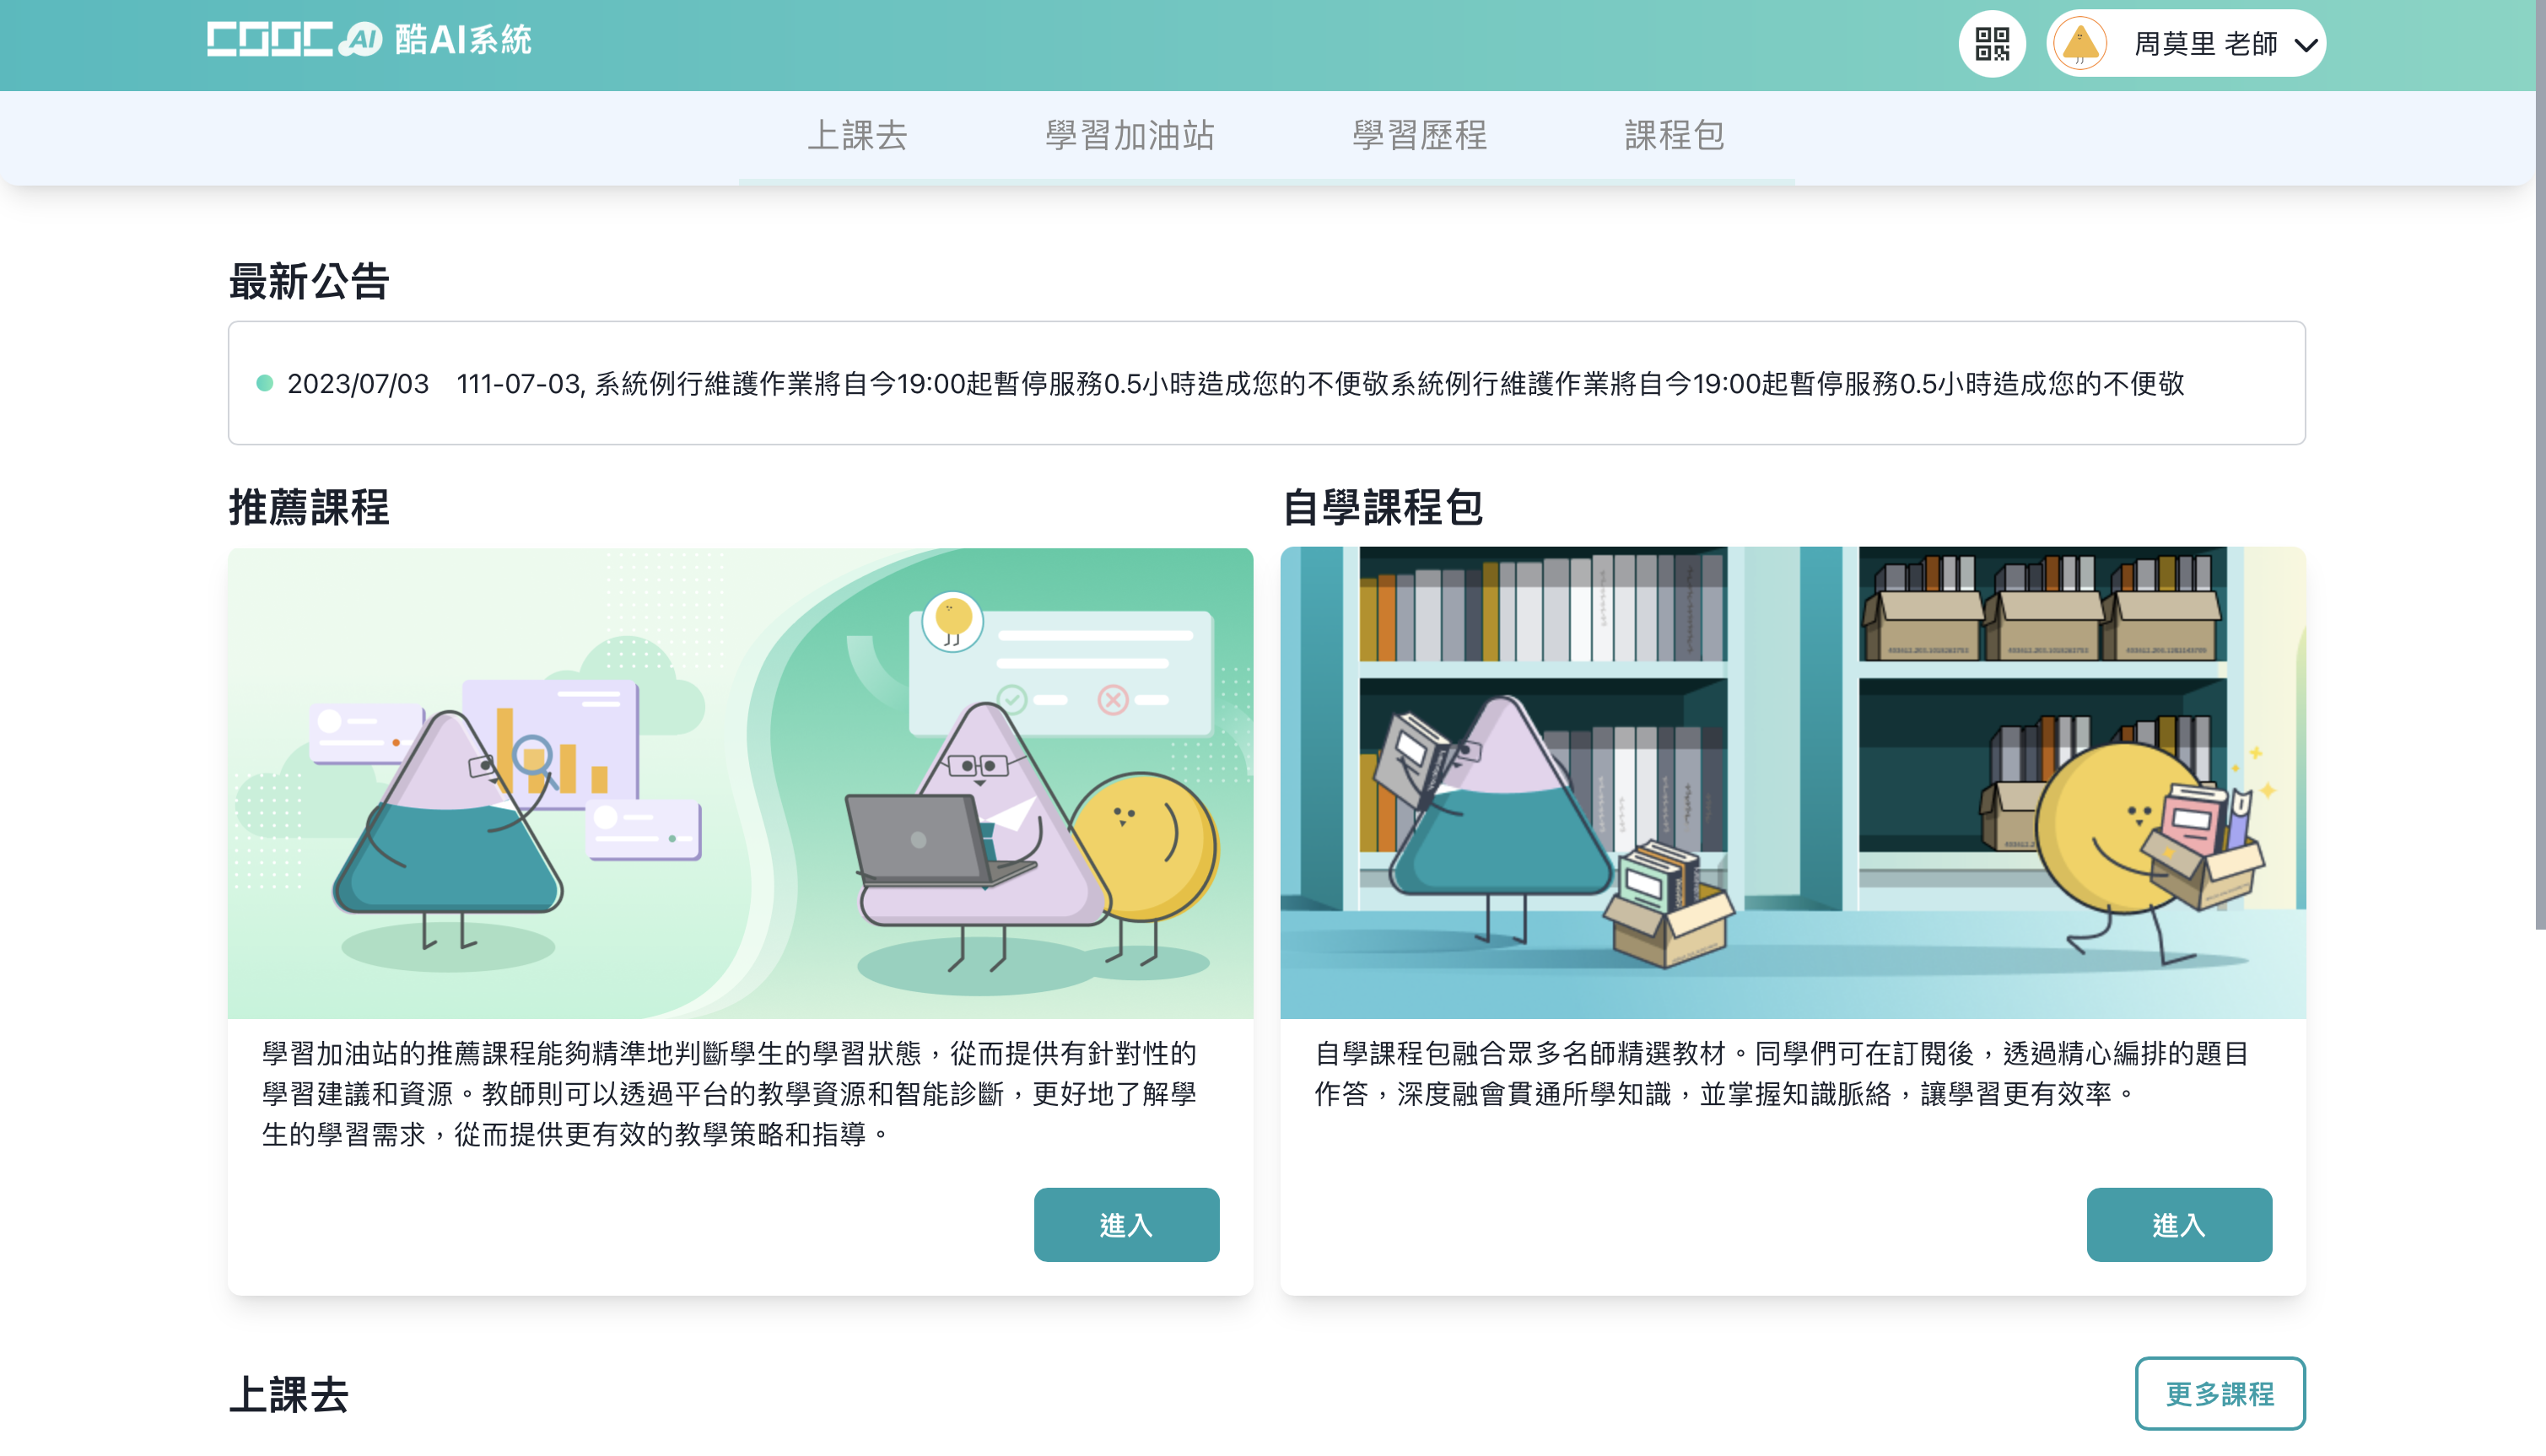 COOC AI 酷AI系統
周莫里 老師
上課去 學習加油站 學習歷程 課程包
最新公告
2023/07/03 111-07-03, 系統例行維護作業將自今19:00起暫停服務0.5小時造成您的不便敬系統例行維護作業將自今19:00起暫停服務0.5小時造成您的不便敬
推薦課程
學習加油站的推薦課程能夠精準地判斷學生的學習狀態，從而提供有針對性的
學習建議和資源。教師則可以透過平台的教學資源和智能診斷，更好地了解學
生的學習需求，從而提供更有效的教學策略和指導。
進入
自學課程包
自學課程包融合眾多名師精選教材。同學們可在訂閱後，透過精心編排的題目
作答，深度融會貫通所學知識，並掌握知識脈絡，讓學習更有效率。
進入
上課去
更多課程